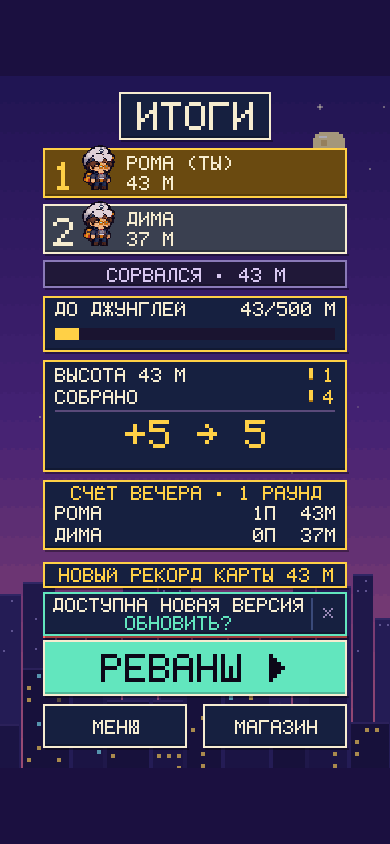 ИТОГИ
1 РОМА (ТЫ)
43 М
2 ДИМА
37 М
СОРВАЛСЯ · 43 М
ДО ДЖУНГЛЕЙ 43/500 М
ВЫСОТА 43 М 1
СОБРАНО 4
+5 → 5
СЧЁТ ВЕЧЕРА · 1 РАУНД
РОМА 1П 43М
ДИМА 0П 37М
НОВЫЙ РЕКОРД КАРТЫ 43 М
ДОСТУПНА НОВАЯ ВЕРСИЯ ×
ОБНОВИТЬ?
РЕВАНШ ▶
МЕНЮ МАГАЗИН